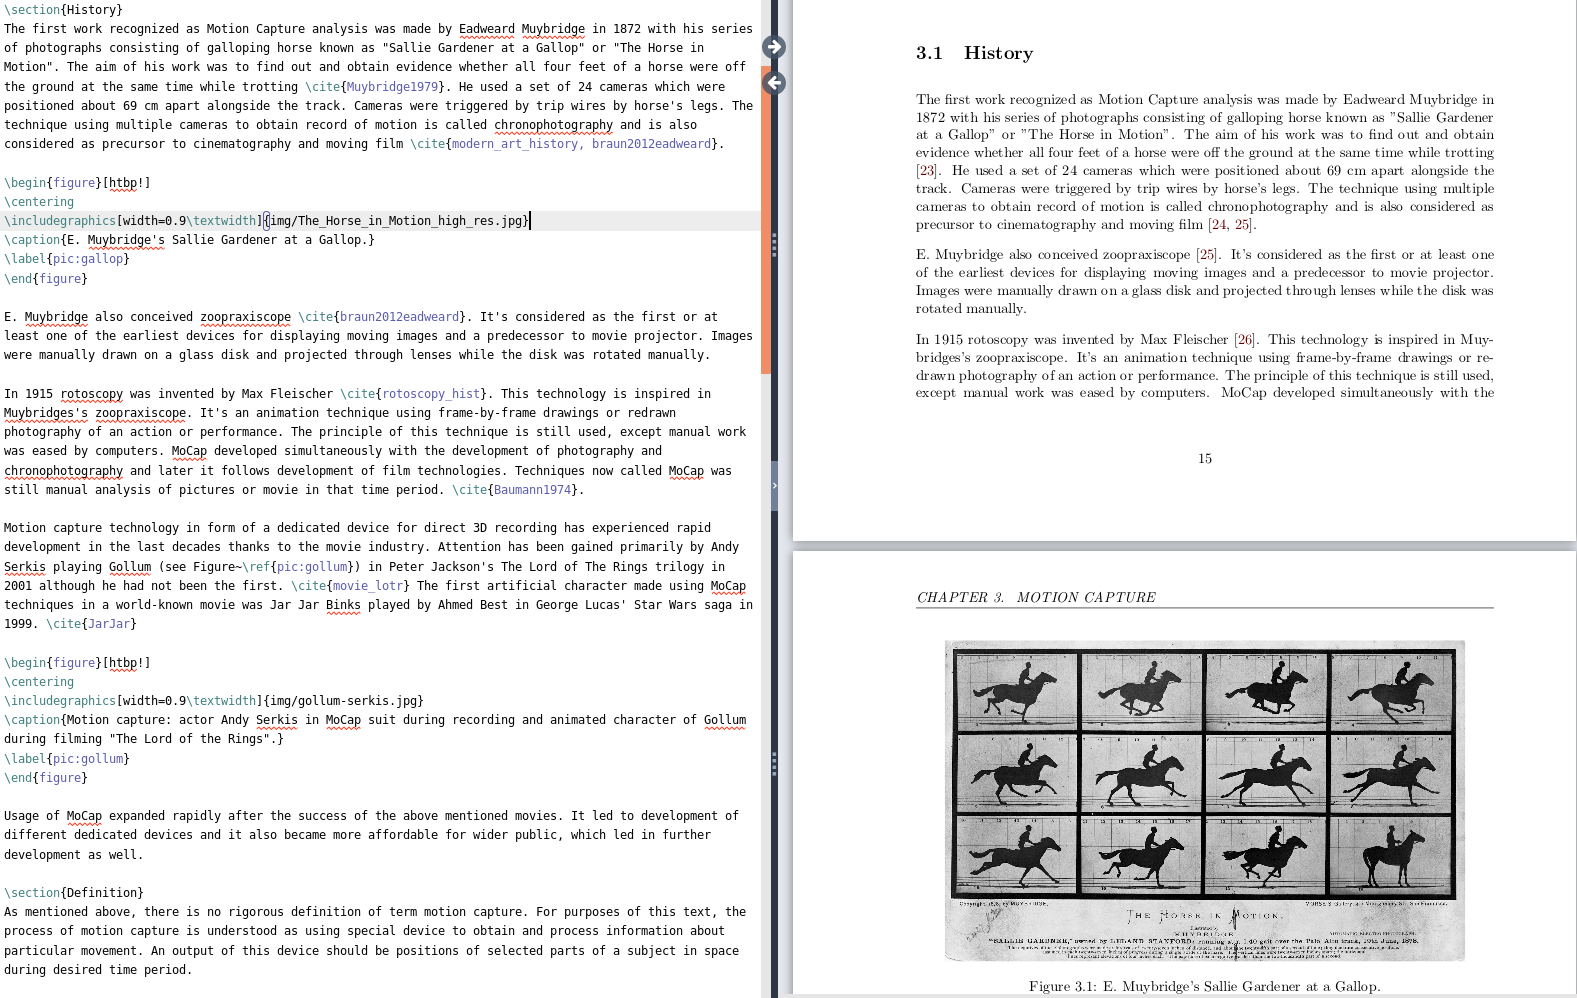 \section{History}
The first work recognized as Motion Capture analysis was made by Eadweard Muybridge in 1872 with his series
of photographs consisting of galloping horse known as "Sallie Gardener at a Gallop" or "The Horse in
Motion". The aim of his work was to find out and obtain evidence whether all four feet of a horse were off
the ground at the same time while trotting \cite{Muybridge1979}. He used a set of 24 cameras which were
positioned about 69 cm apart alongside the track. Cameras were triggered by trip wires by horse's legs. The
technique using multiple cameras to obtain record of motion is called chronophotography and is also
considered as precursor to cinematography and moving film \cite{modern_art_history, braun2012eadweard}.
\begin{figure}[htbp!]
\centering
\includegraphics[width=0.9\textwidth]{img/The_Horse_in_Motion_high_res.jpg}
\caption{E. Muybridge's Sallie Gardener at a Gallop.}
\label{pic:gallop}
\end{figure}
E. Muybridge also conceived zoopraxiscope \cite{braun2012eadweard}. It's considered as the first or at
least one of the earliest devices for displaying moving images and a predecessor to movie projector. Images
were manually drawn on a glass disk and projected through lenses while the disk was rotated manually.
In 1915 rotoscopy was invented by Max Fleischer \cite{rotoscopy_hist}. This technology is inspired in
Muybridges's zoopraxiscope. It's an animation technique using frame-by-frame drawings or redrawn
photography of an action or performance. The principle of this technique is still used, except manual work
was eased by computers. MoCap developed simultaneously with the development of photography and
chronophotography and later it follows development of film technologies. Techniques now called MoCap was
still manual analysis of pictures or movie in that time period. \cite{Baumann1974}.
Motion capture technology in form of a dedicated device for direct 3D recording has experienced rapid
development in the last decades thanks to the movie industry. Attention has been gained primarily by Andy
Serkis playing Gollum (see Figure~\ref{pic:gollum}) in Peter Jackson's The Lord of The Rings trilogy in
2001 although he had not been the first. \cite{movie_lotr} The first artificial character made using MoCap
techniques in a world-known movie was Jar Jar Binks played by Ahmed Best in George Lucas' Star Wars saga in
1999. \cite{JarJar}
\begin{figure}[htbp!]
\centering
\includegraphics[width=0.9\textwidth]{img/gollum-serkis.jpg}
\caption{Motion capture: actor Andy Serkis in MoCap suit during recording and animated character of Gollum
during filming "The Lord of the Rings".}
\label{pic:gollum}
\end{figure}
Usage of MoCap expanded rapidly after the success of the above mentioned movies. It led to development of
different dedicated devices and it also became more affordable for wider public, which led in further
development as well.
\section{Definition}
As mentioned above, there is no rigorous definition of term motion capture. For purposes of this text, the
process of motion capture is understood as using special device to obtain and process information about
particular movement. An output of this device should be positions of selected parts of a subject in space
during desired time period.
3.1 History
The first work recognized as Motion Capture analysis was made by Eadweard Muybridge in
1872 with his series of photographs consisting of galloping horse known as "Sallie Gardener
at a Gallop" or "The Horse in Motion". The aim of his work was to find out and obtain
evidence whether all four feet of a horse were off the ground at the same time while trotting
[23]. He used a set of 24 cameras which were positioned about 69 cm apart alongside the
track. Cameras were triggered by trip wires by horse's legs. The technique using multiple
cameras to obtain record of motion is called chronophotography and is also considered as
precursor to cinematography and moving film [24, 25].
E. Muybridge also conceived zoopraxiscope [25]. It's considered as the first or at least one
of the earliest devices for displaying moving images and a predecessor to movie projector.
Images were manually drawn on a glass disk and projected through lenses while the disk was
rotated manually.
In 1915 rotoscopy was invented by Max Fleischer [26]. This technology is inspired in Muy-
bridges's zoopraxiscope. It's an animation technique using frame-by-frame drawings or re-
drawn photography of an action or performance. The principle of this technique is still used,
except manual work was eased by computers. MoCap developed simultaneously with the
15
CHAPTER 3. MOTION CAPTURE
THE HORSE IN MOTION.
Illustrated by
MUYBRIDGE
"SALLIE GARDNER," owned by LELAND STANFORD; running at a 1.40 gait over the Palo Alto track, 19th June, 1878.
Figure 3.1: E. Muybridge's Sallie Gardener at a Gallop.